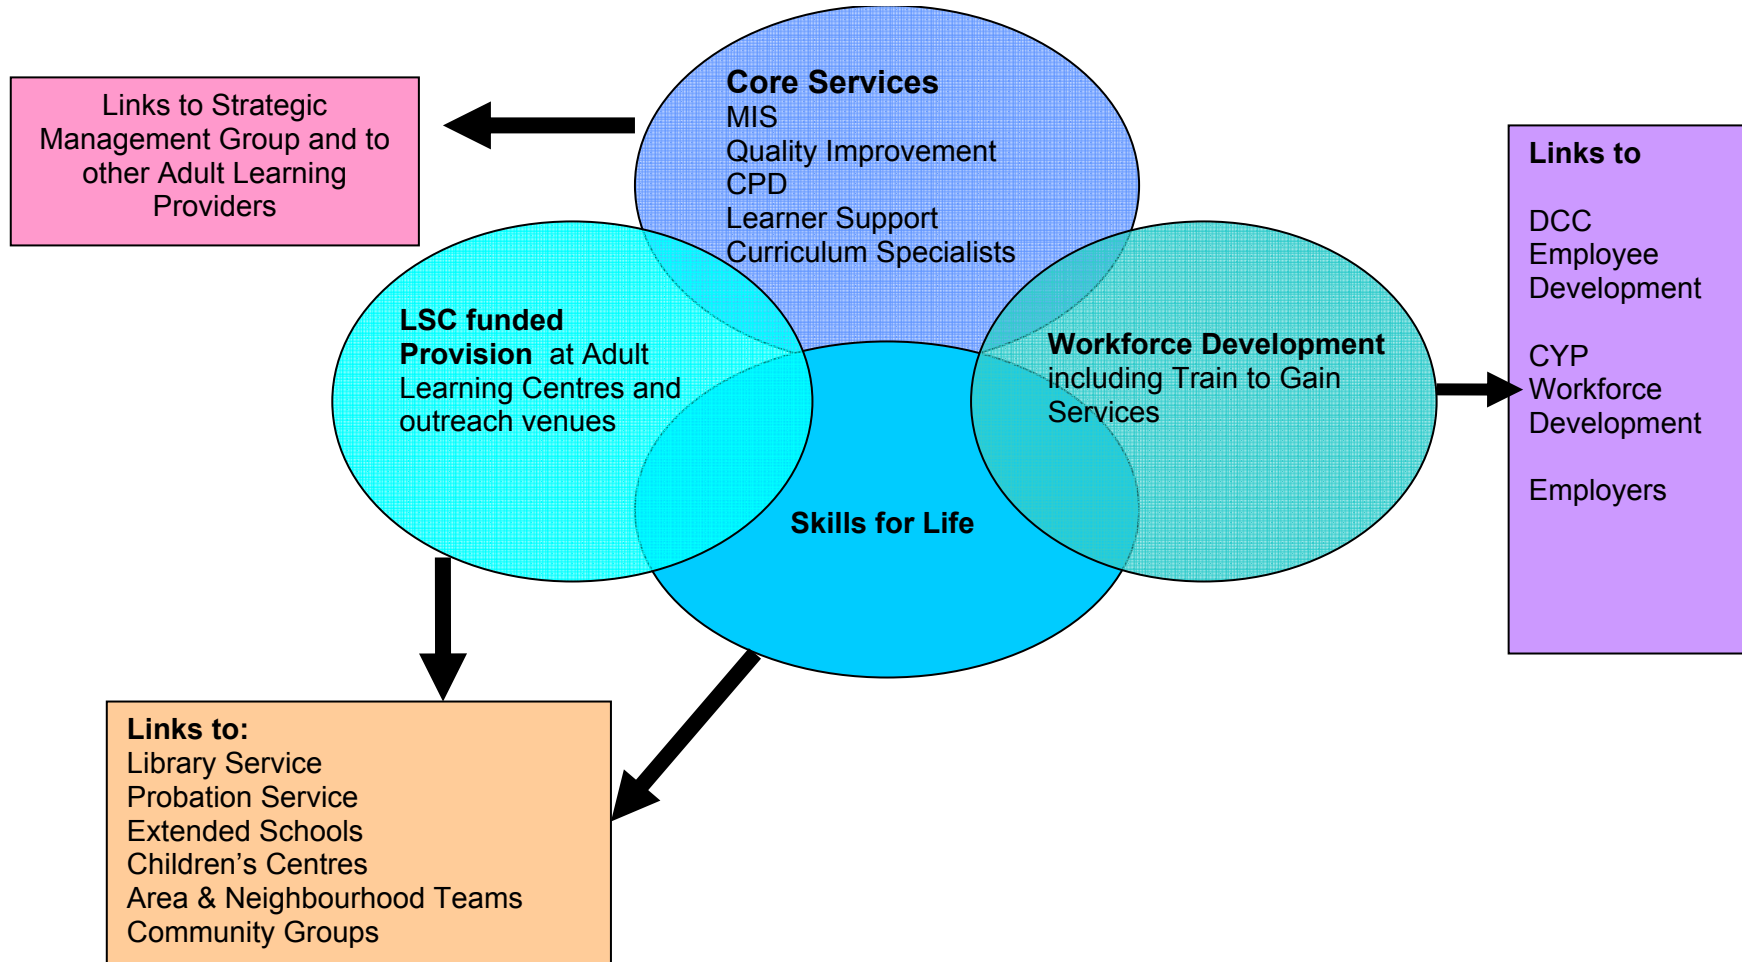 Core Services
MIS
Quality Improvement
CPD
Learner Support
Curriculum Specialists
Links to Strategic
Management Group and to
other Adult Learning
Providers
Links to
DCC
Employee
Development
CYP
Workforce
Development
Employers
LSC funded
Provision at Adult
Learning Centres and
outreach venues
Workforce Development
including Train to Gain
Services
Skills for Life
Links to:
Library Service
Probation Service
Extended Schools
Children’s Centres
Area & Neighbourhood Teams
Community Groups